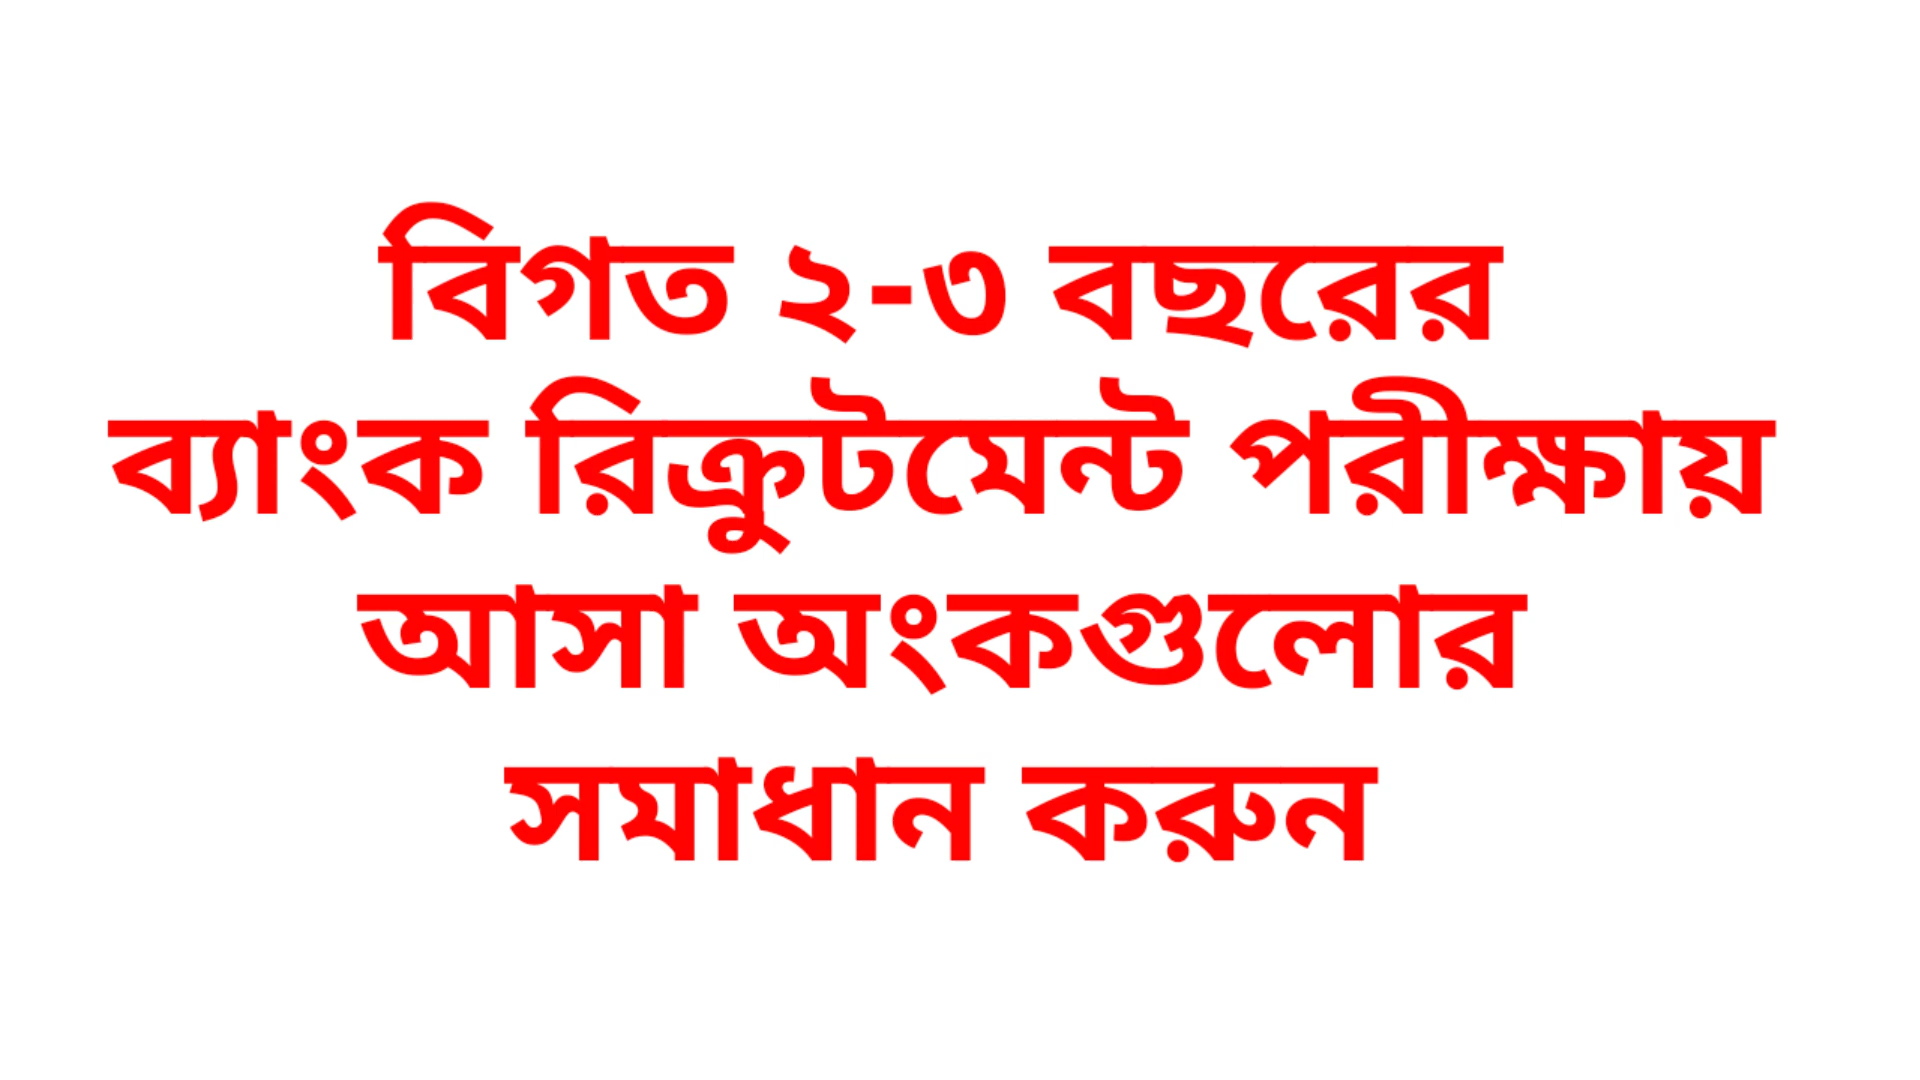 বিগত ২-৩ বছরের
ব্যাংক রিক্রুটমেন্ট পরীক্ষায়
আসা অংকগুলোর
সমাধান করুন